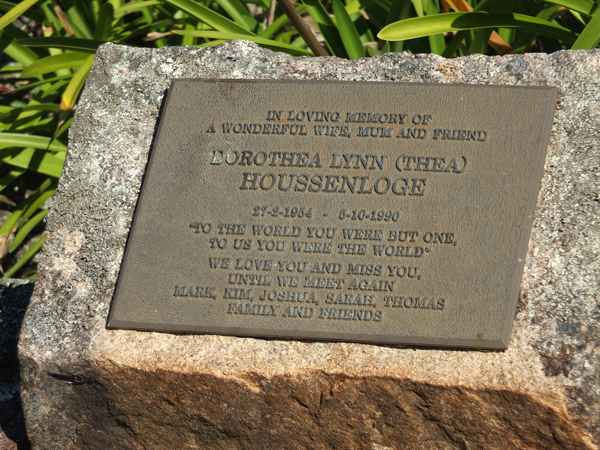 IN LOVING MEMORY OF
A WONDERFUL WIFE, MUM AND FRIEND
DOROTHEA LYNN (THEA)
HOUSSENLOGE
27-2-1954 - 5-10-1990
"TO THE WORLD YOU WERE BUT ONE,
TO US YOU WERE THE WORLD"
WE LOVE YOU AND MISS YOU,
UNTIL WE MEET AGAIN
MARK, KIM, JOSHUA, SARAH, THOMAS
FAMILY AND FRIENDS